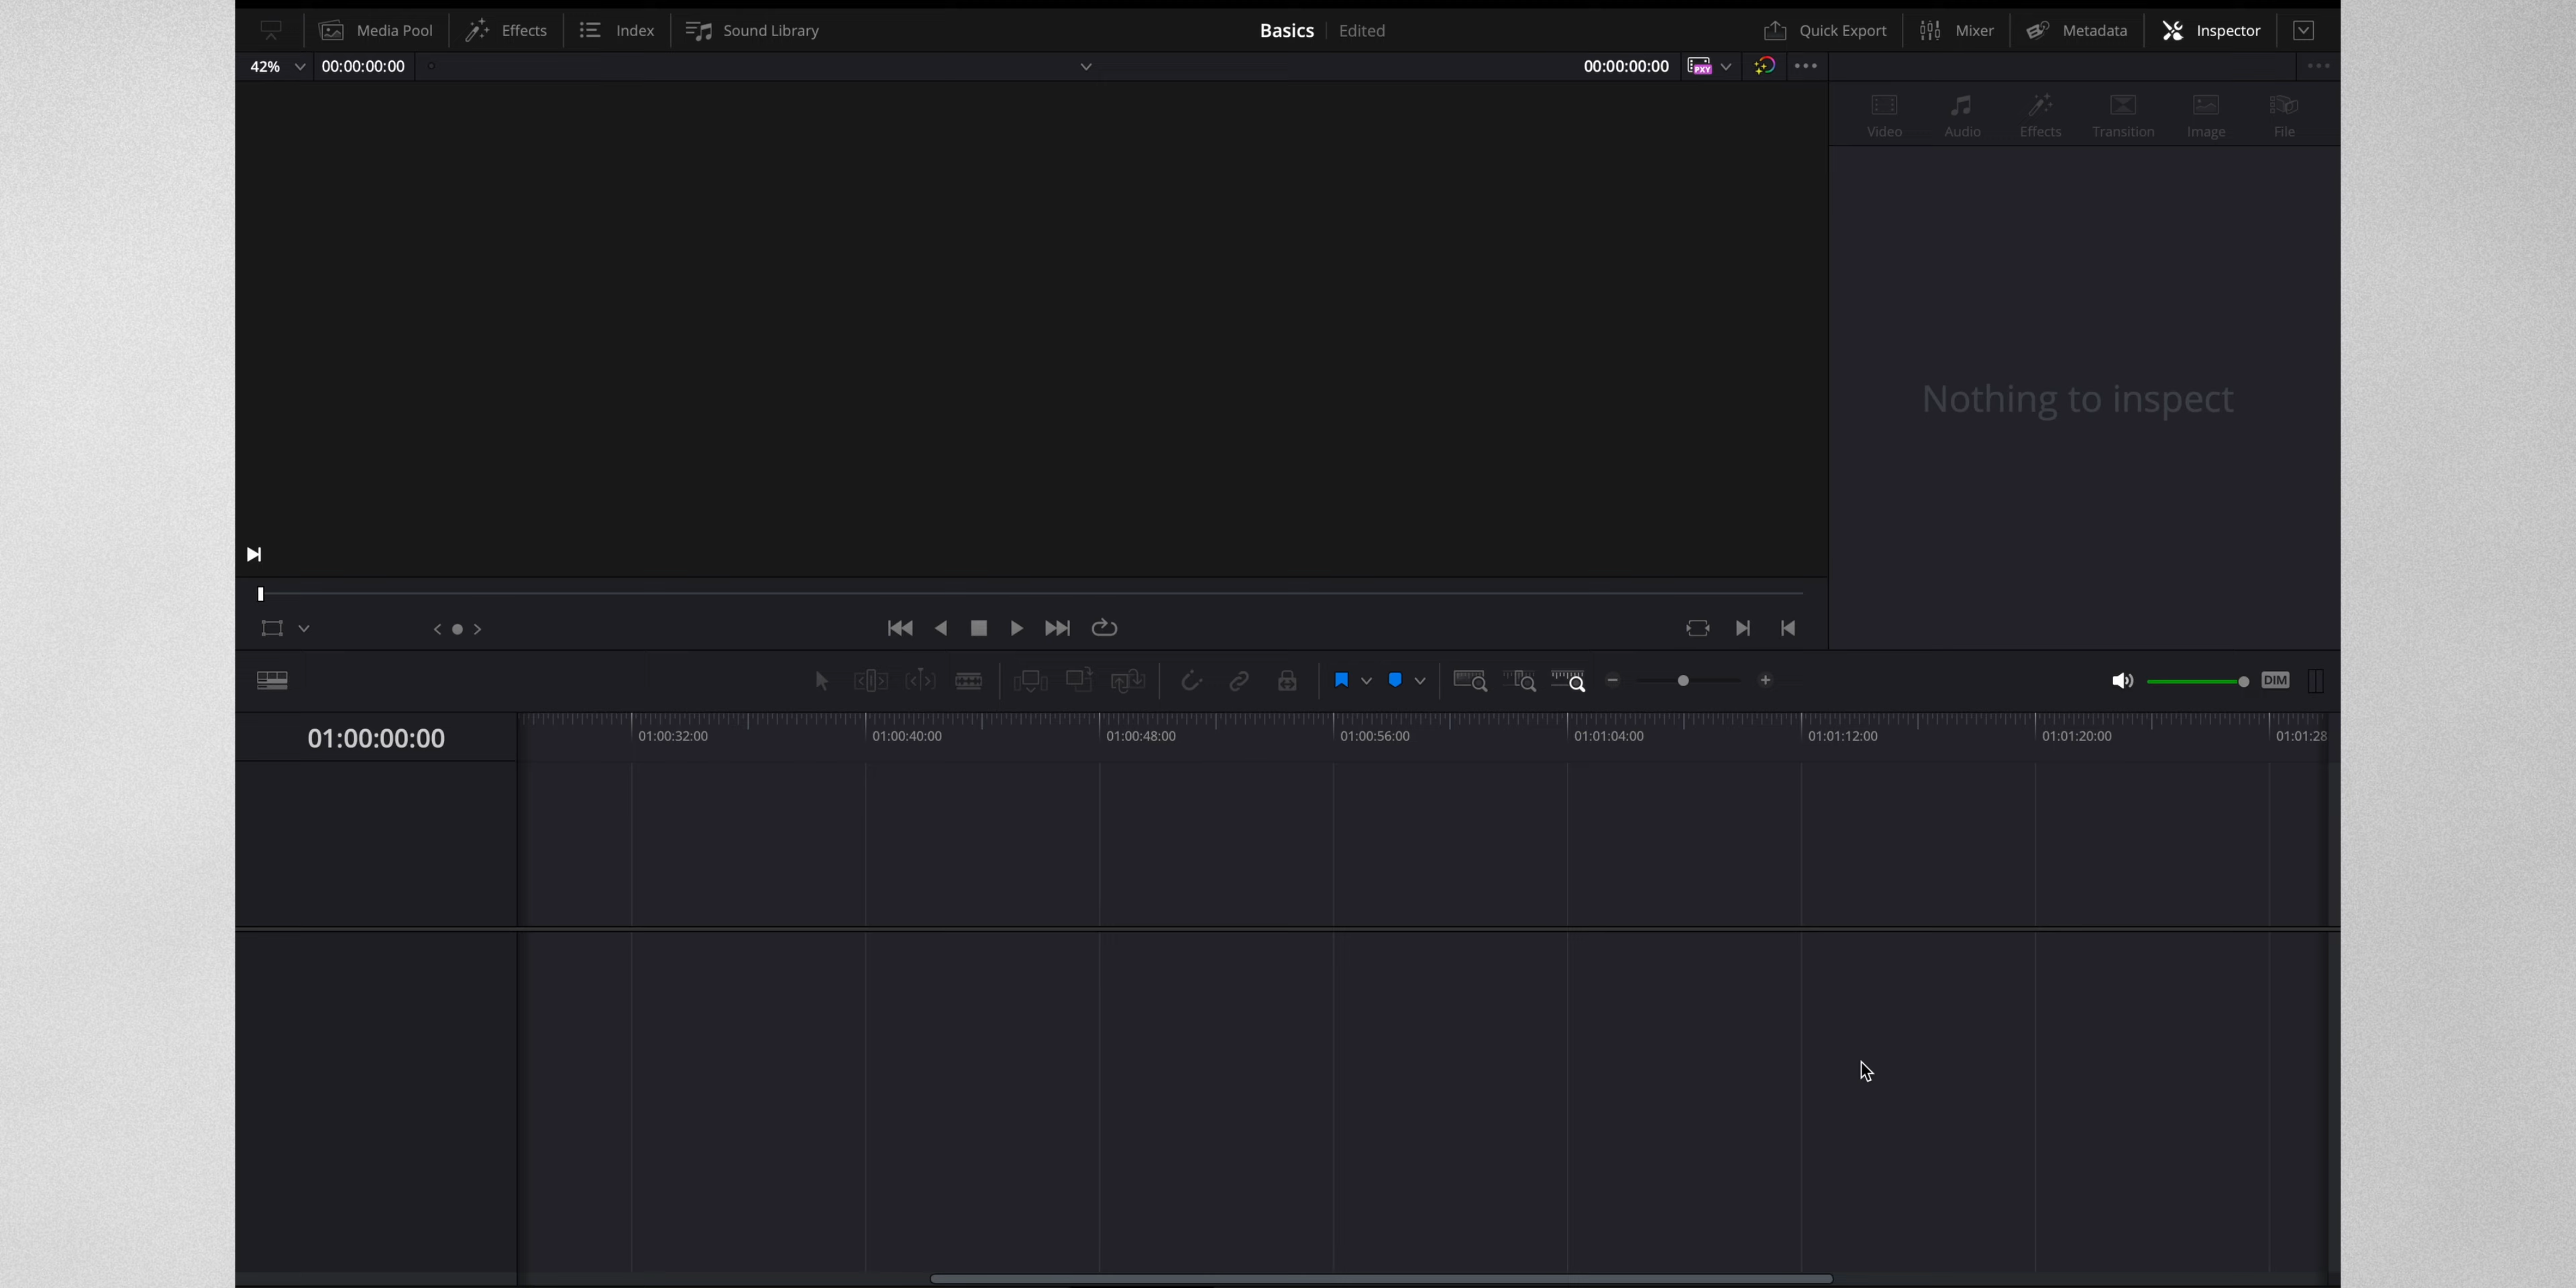 Media Pool Effects Index Sound Library Basics Edited Quick Export Mixer Metadata Inspector
42% 00:00:00:00 00:00:00:00 PXY
Video Audio Effects Transition Image File
Nothing to inspect
DIM
01:00:00:00 01:00:32:00 01:00:40:00 01:00:48:00 01:00:56:00 01:01:04:00 01:01:12:00 01:01:20:00 01:01:28